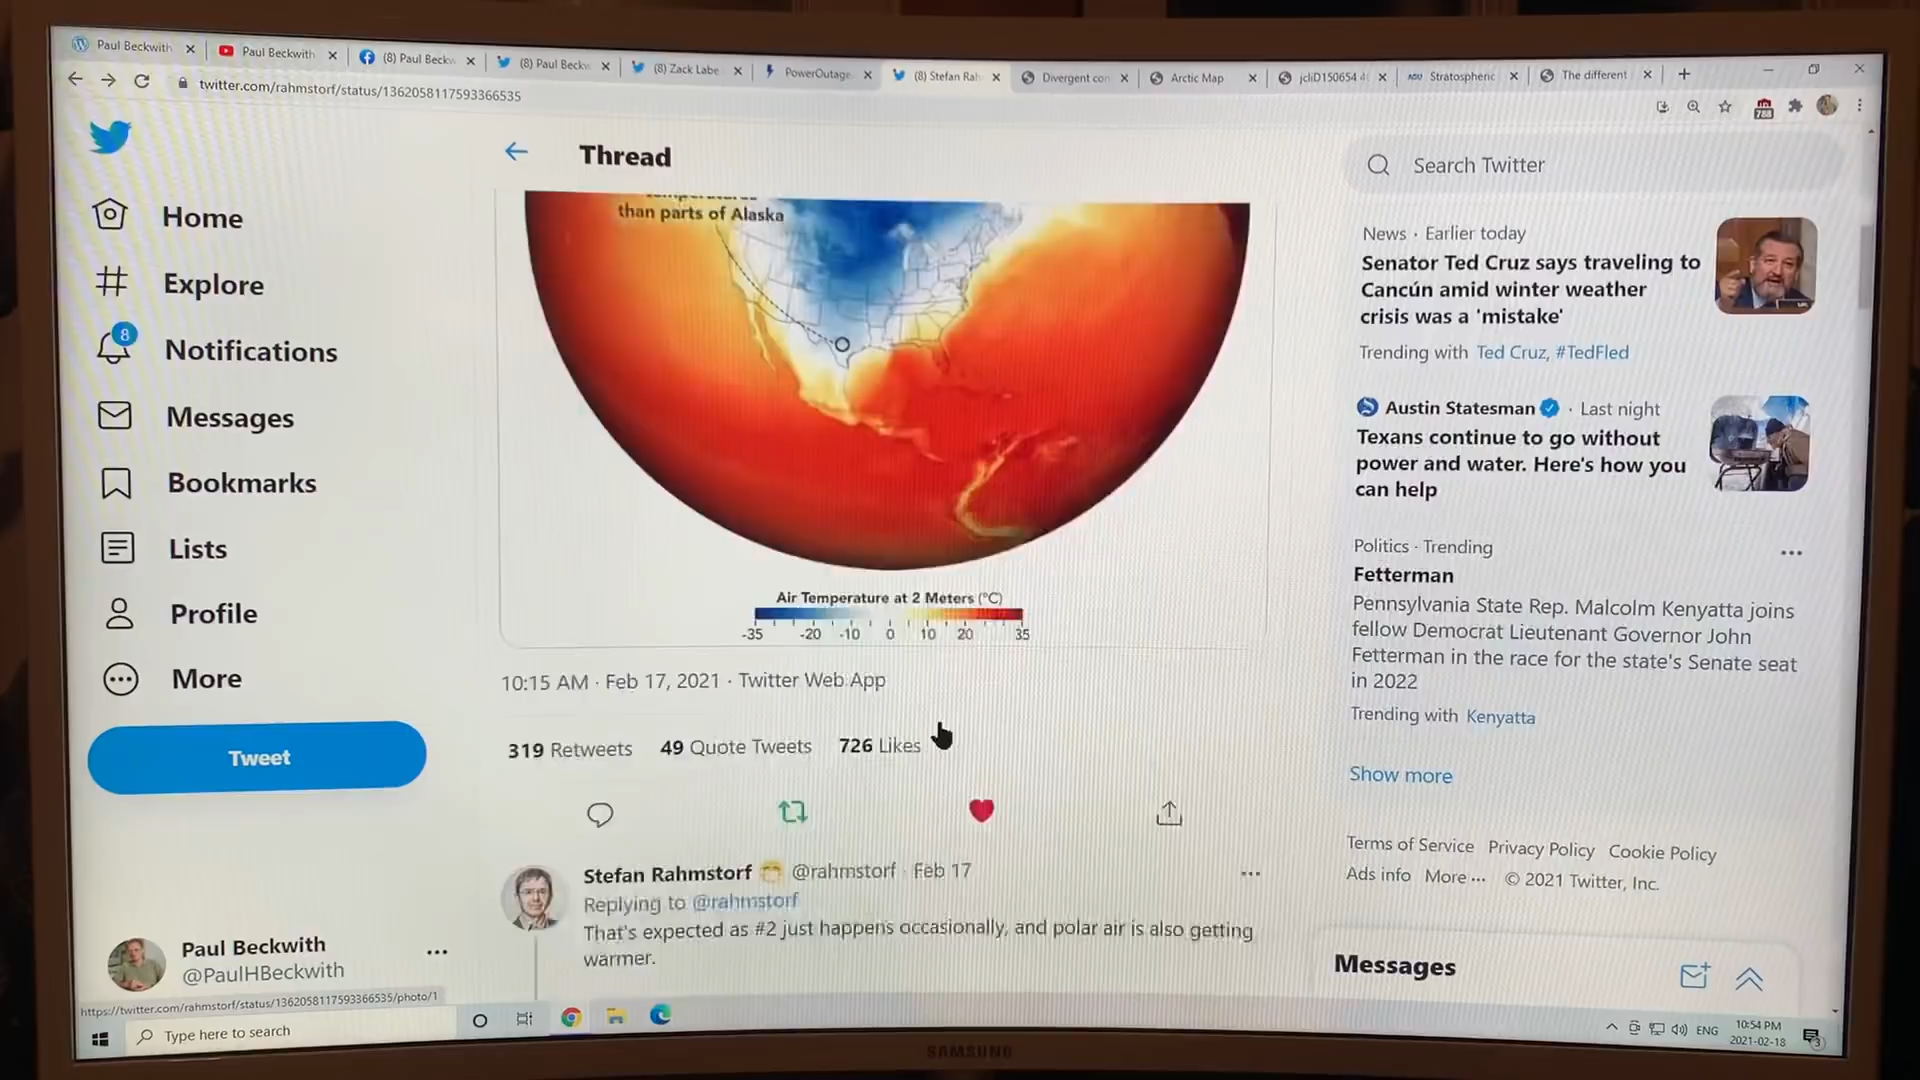 Paul Beckwith
Paul Beckwith
(8) Paul Beckw
(8) Paul Beckw
(8) Zack Labe
PowerOutage.
(8) Stefan Rah
Divergent con
Arctic Map
jcliD150654 4(
AGU
Stratospheric
The different
twitter.com/rahmstorf/status/1362058117593366535
788
Thread
Search Twitter
Home
Explore
8
Notifications
Messages
Bookmarks
Lists
Profile
More
Tweet
Paul Beckwith
@PaulHBeckwith
than parts of Alaska
Air Temperature at 2 Meters (°C)
-35 -20 -10 0 10 20 35
10:15 AM · Feb 17, 2021 · Twitter Web App
319 Retweets 49 Quote Tweets 726 Likes
Stefan Rahmstorf @rahmstorf · Feb 17
Replying to @rahmstorf
That's expected as #2 just happens occasionally, and polar air is also getting
warmer.
News · Earlier today
Senator Ted Cruz says traveling to
Cancún amid winter weather
crisis was a 'mistake'
Trending with Ted Cruz, #TedFled
Austin Statesman · Last night
Texans continue to go without
power and water. Here's how you
can help
Politics · Trending
Fetterman
Pennsylvania State Rep. Malcolm Kenyatta joins
fellow Democrat Lieutenant Governor John
Fetterman in the race for the state's Senate seat
in 2022
Trending with Kenyatta
Show more
Terms of Service Privacy Policy Cookie Policy
Ads info More ··· © 2021 Twitter, Inc.
Messages
https://twitter.com/rahmstorf/status/1362058117593366535/photo/1
Type here to search
ENG
10:54 PM
2021-02-18
3
SAMSUNG